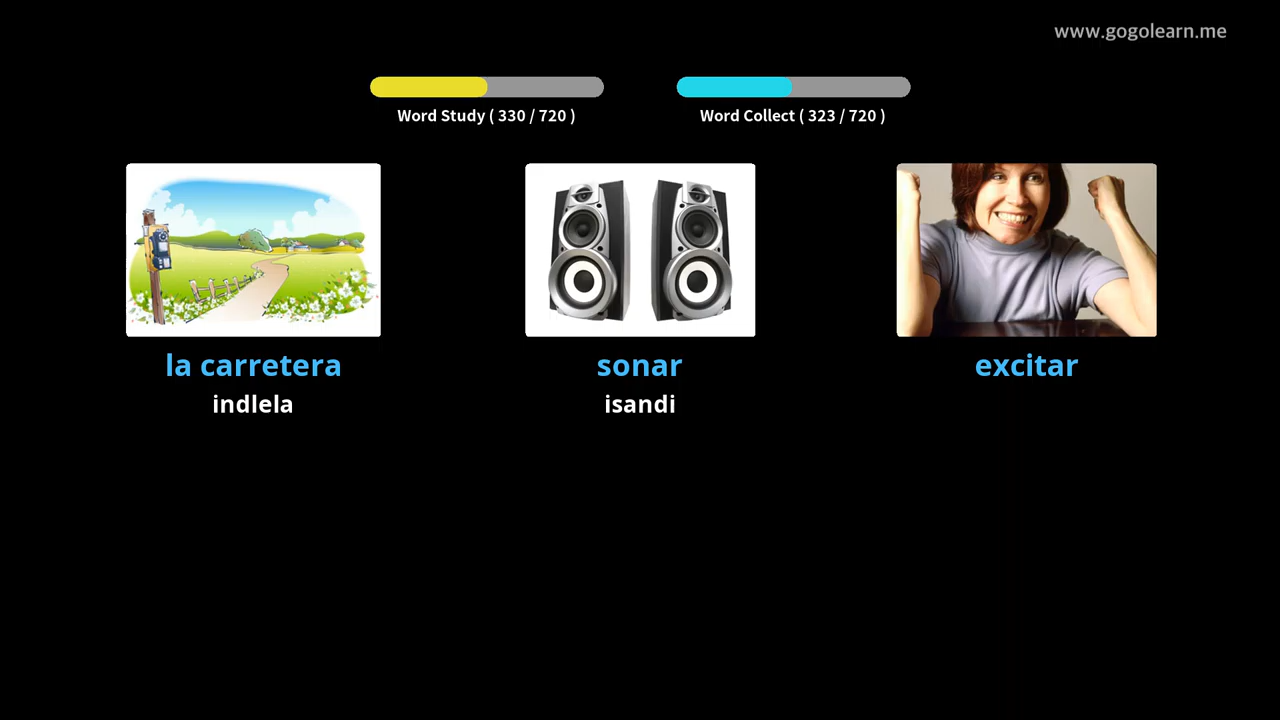 www.gogolearn.me
Word Study ( 330 / 720 )
Word Collect ( 323 / 720 )
la carretera
indlela
sonar
isandi
excitar